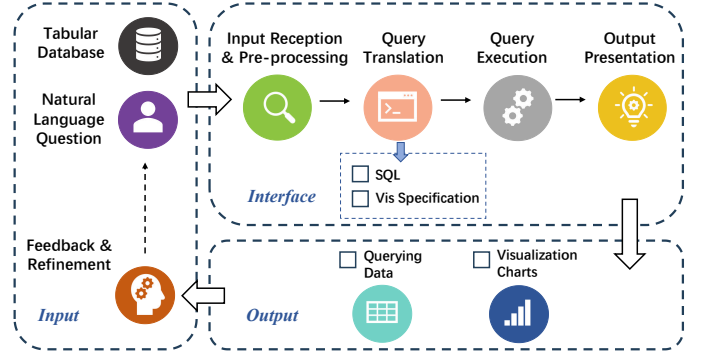 Tabular
Database
Natural
Language
Question
Feedback &
Refinement
Input
Input Reception
& Pre-processing
Query
Translation
Query
Execution
Output
Presentation
SQL
Vis Specification
Interface
Querying
Data
Visualization
Charts
Output